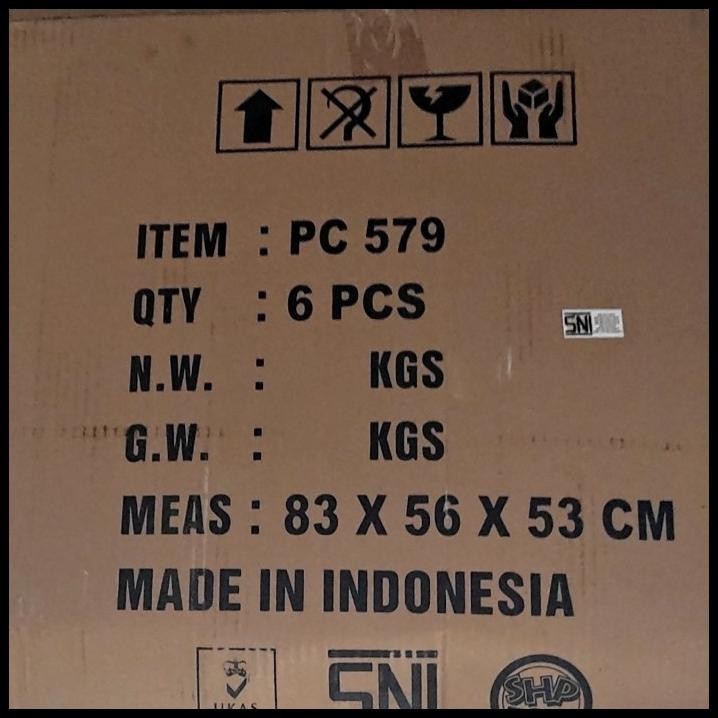 ITEM : PC 579
QTY : 6 PCS
SNI
N.W. : KGS
G.W. : KGS
MEAS : 83 X 56 X 53 CM
MADE IN INDONESIA
UKAS
SNI
SHP